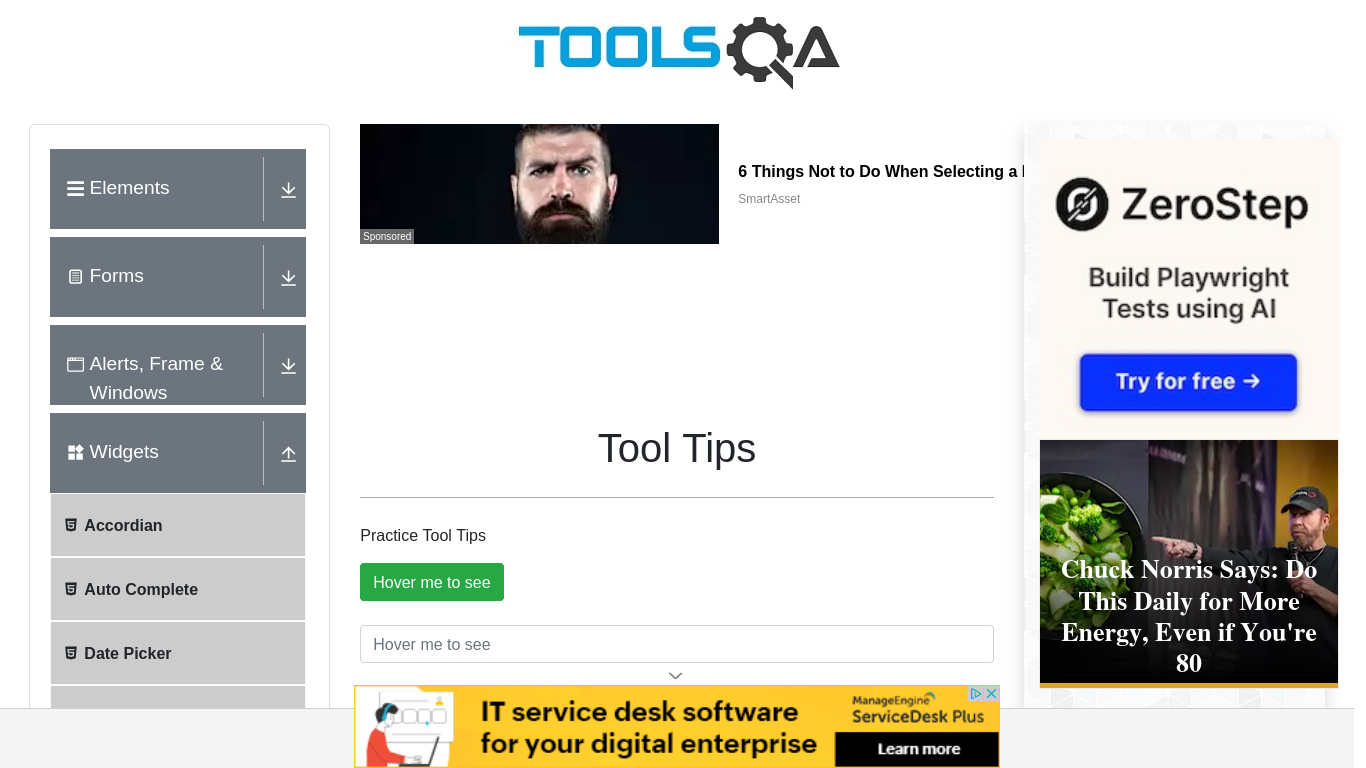 TOOLSQA
Elements
Forms
Alerts, Frame &
Windows
Widgets
Accordian
Auto Complete
Date Picker
Sponsored
6 Things Not to Do When Selecting a
SmartAsset
Tool Tips
Practice Tool Tips
Hover me to see
Hover me to see
ZeroStep
Build Playwright
Tests using AI
Try for free →
Chuck Norris Says: Do
This Daily for More
Energy, Even if You're
80
IT service desk software
for your digital enterprise
ManageEngine
ServiceDesk Plus
Learn more